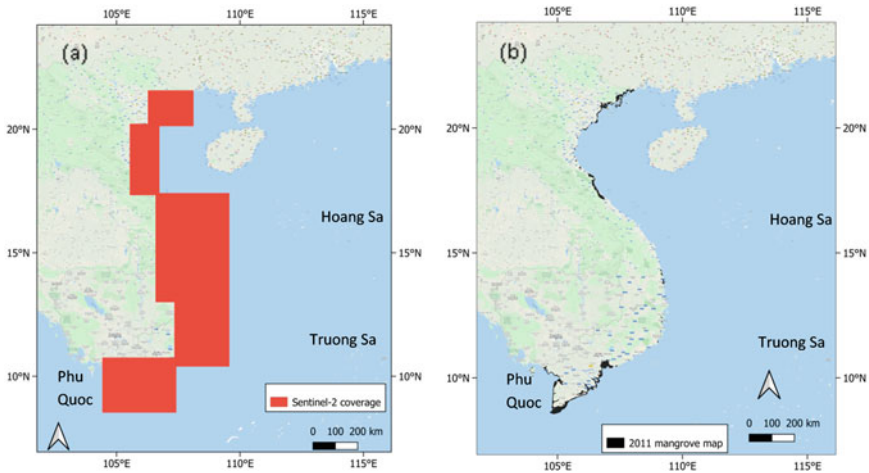 105°E 110°E 115°E
(a)
20°N 20°N
Hoang Sa
15°N 15°N
Truong Sa
10°N 10°N
Phu
Quoc
Sentinel-2 coverage
0 100 200 km
105°E 110°E 115°E
105°E 110°E 115°E
(b)
20°N 20°N
Hoang Sa
15°N 15°N
Truong Sa
10°N 10°N
Phu
Quoc
2011 mangrove map
0 100 200 km
105°E 110°E 115°E